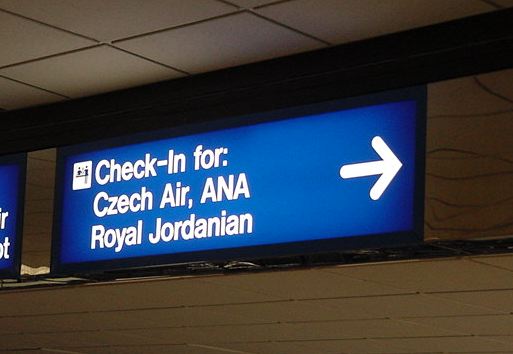 Check-In for:
Czech Air, ANA
Royal Jordanian